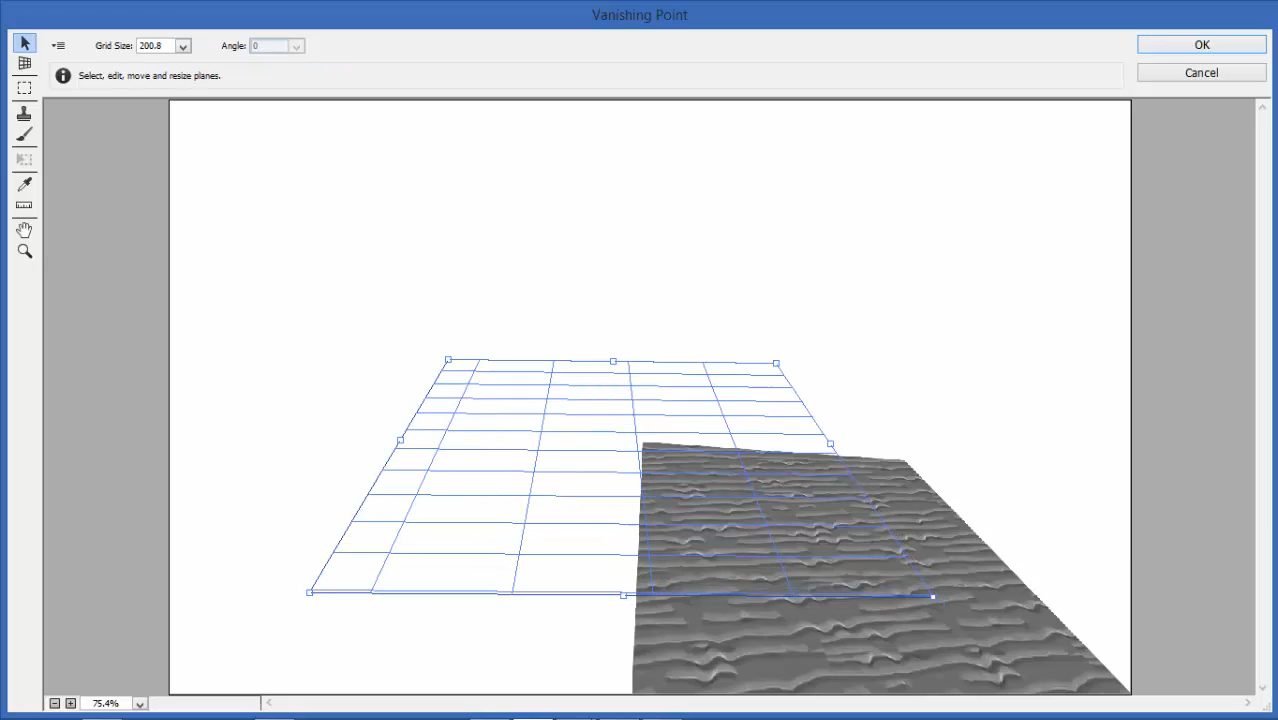 Vanishing Point
Grid Size: 200.8 Angle: 0
OK
Select, edit, move and resize planes.
Cancel
75.4%